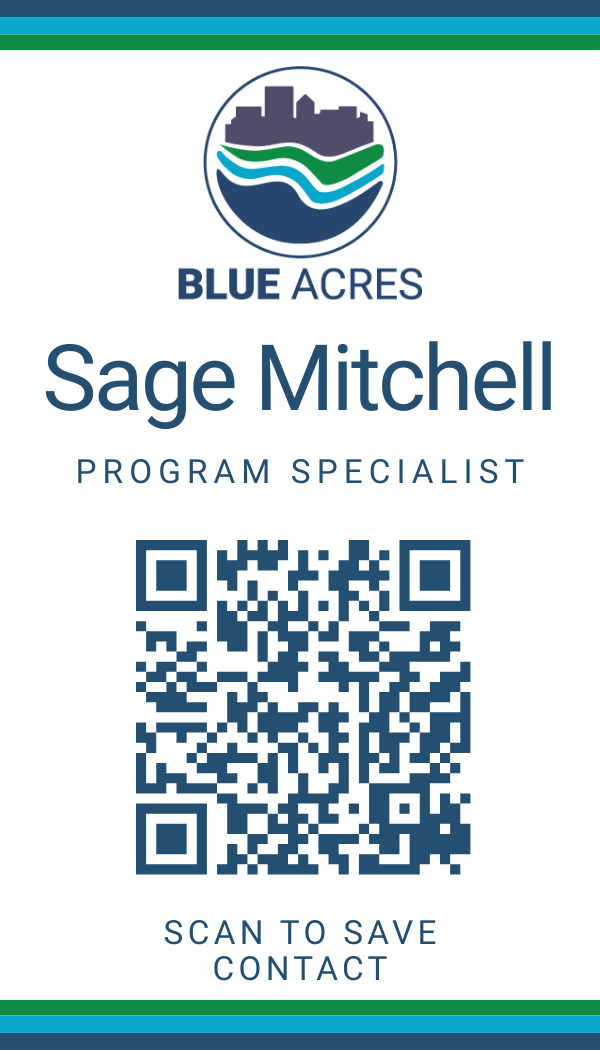 BLUE ACRES
Sage Mitchell
PROGRAM SPECIALIST
SCAN TO SAVE
CONTACT